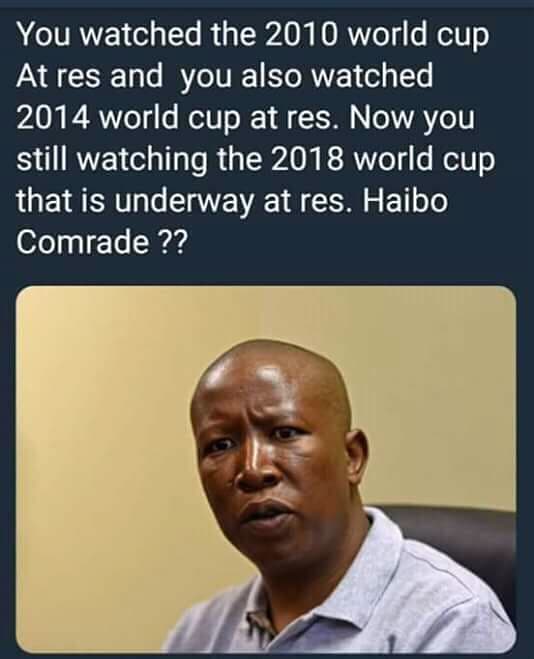 You watched the 2010 world cup
At res and  you also watched
2014 world cup at res. Now you
still watching the 2018 world cup
that is underway at res. Haibo
Comrade ??